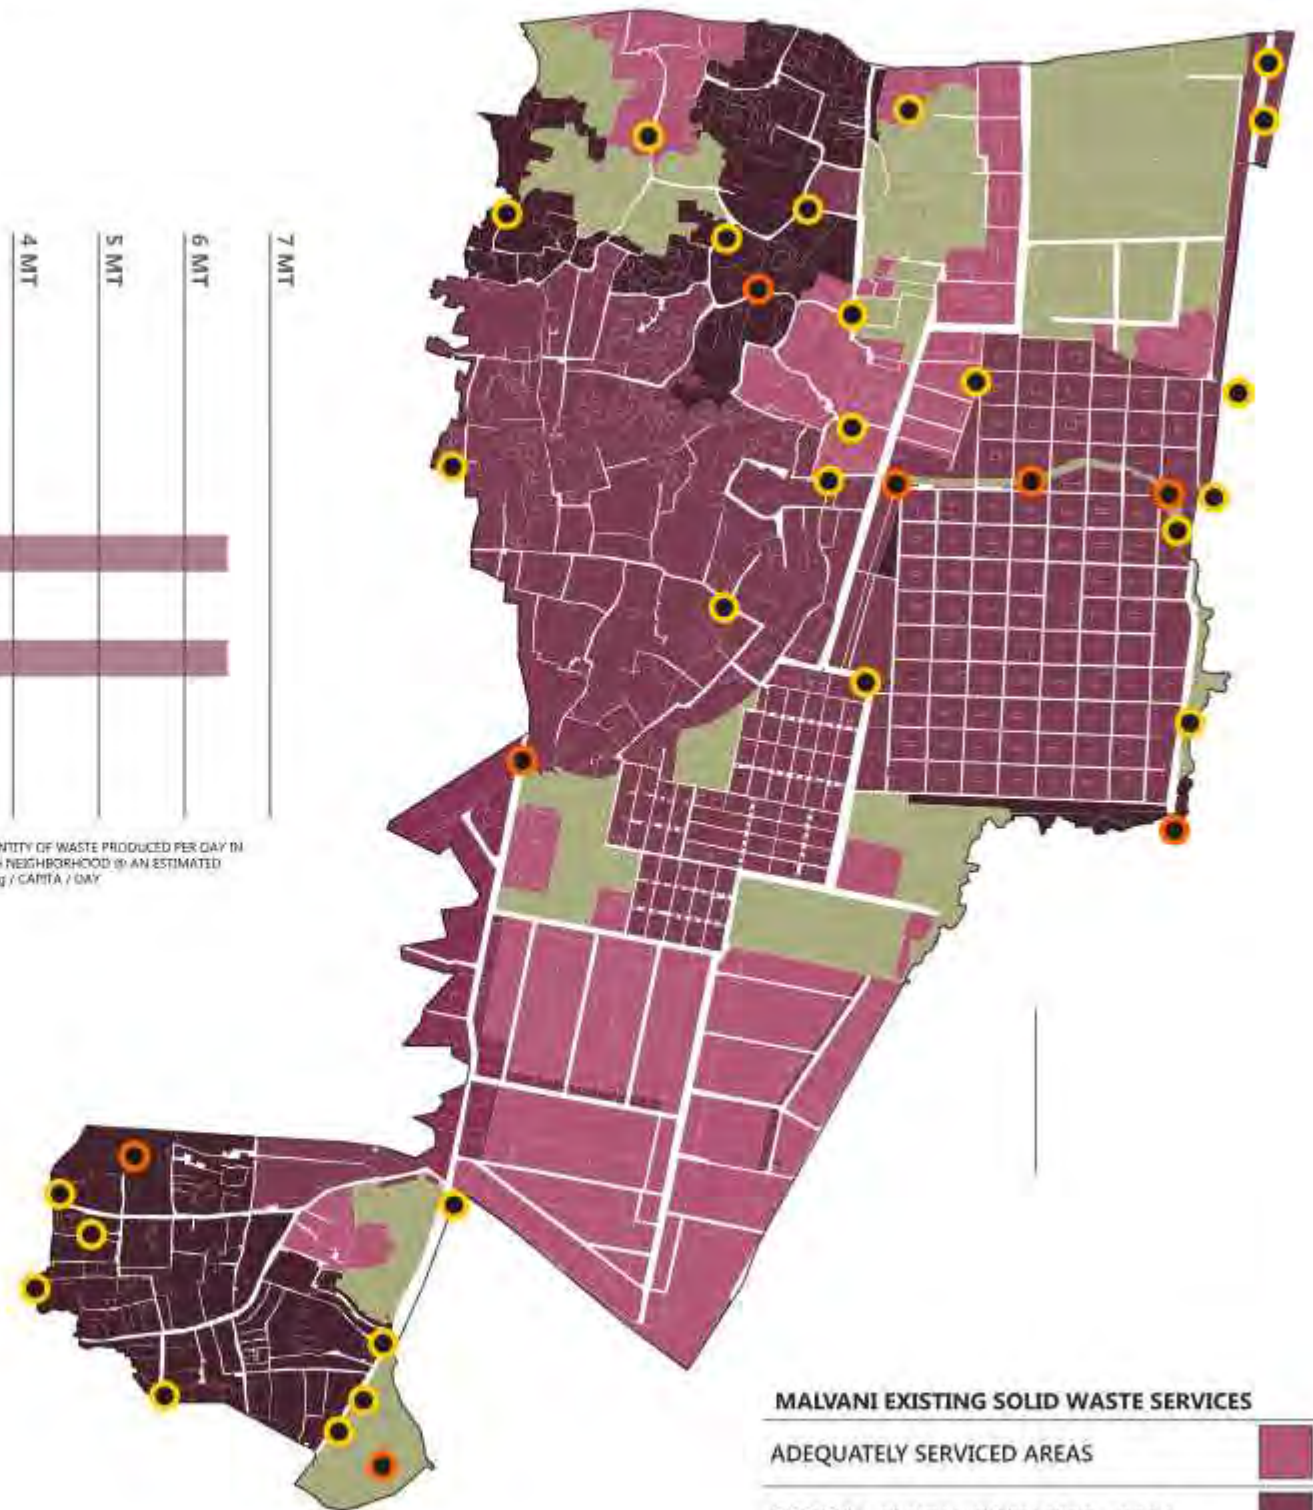 4 MT
5 MT
6 MT
7 MT
NTITY OF WASTE PRODUCED PER DAY IN
NEIGHBORHOOD @ AN ESTIMATED
/ CAPITA / DAY
MALVANI EXISTING SOLID WASTE SERVICES
ADEQUATELY SERVICED AREAS